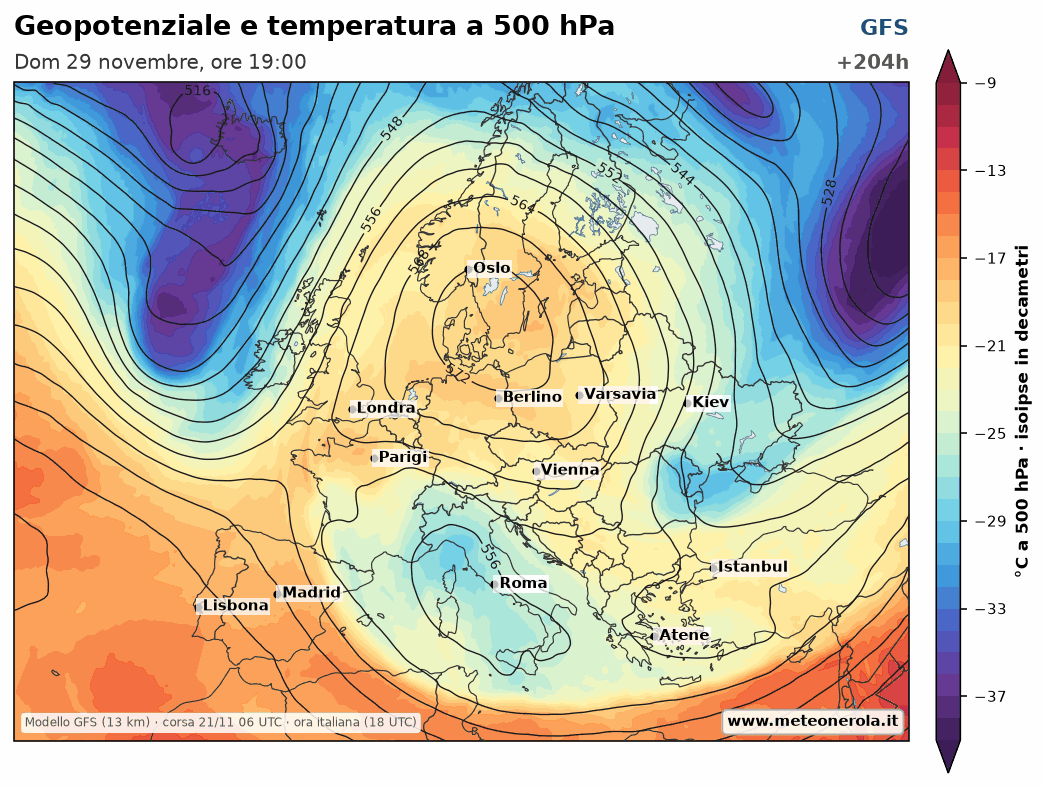 Geopotenziale e temperatura a 500 hPa
GFS
Dom 29 novembre, ore 19:00
+204h
516
548
552
544
528
556
564
568
Oslo
572
Berlino
Varsavia
Kiev
Londra
Parigi
Vienna
556
Roma
Istanbul
Madrid
Lisbona
Atene
Modello GFS (13 km) · corsa 21/11 06 UTC · ora italiana (18 UTC)
www.meteonerola.it
−9
−13
−17
−21
−25
−29
−33
−37
°C a 500 hPa · isoipse in decametri